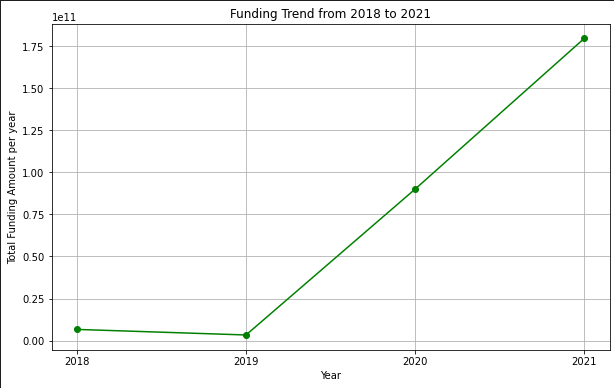 Funding Trend from 2018 to 2021
1e11
1.75
1.50
1.25
1.00
0.75
0.50
0.25
0.00
Total Funding Amount per year
2018 2019 2020 2021
Year